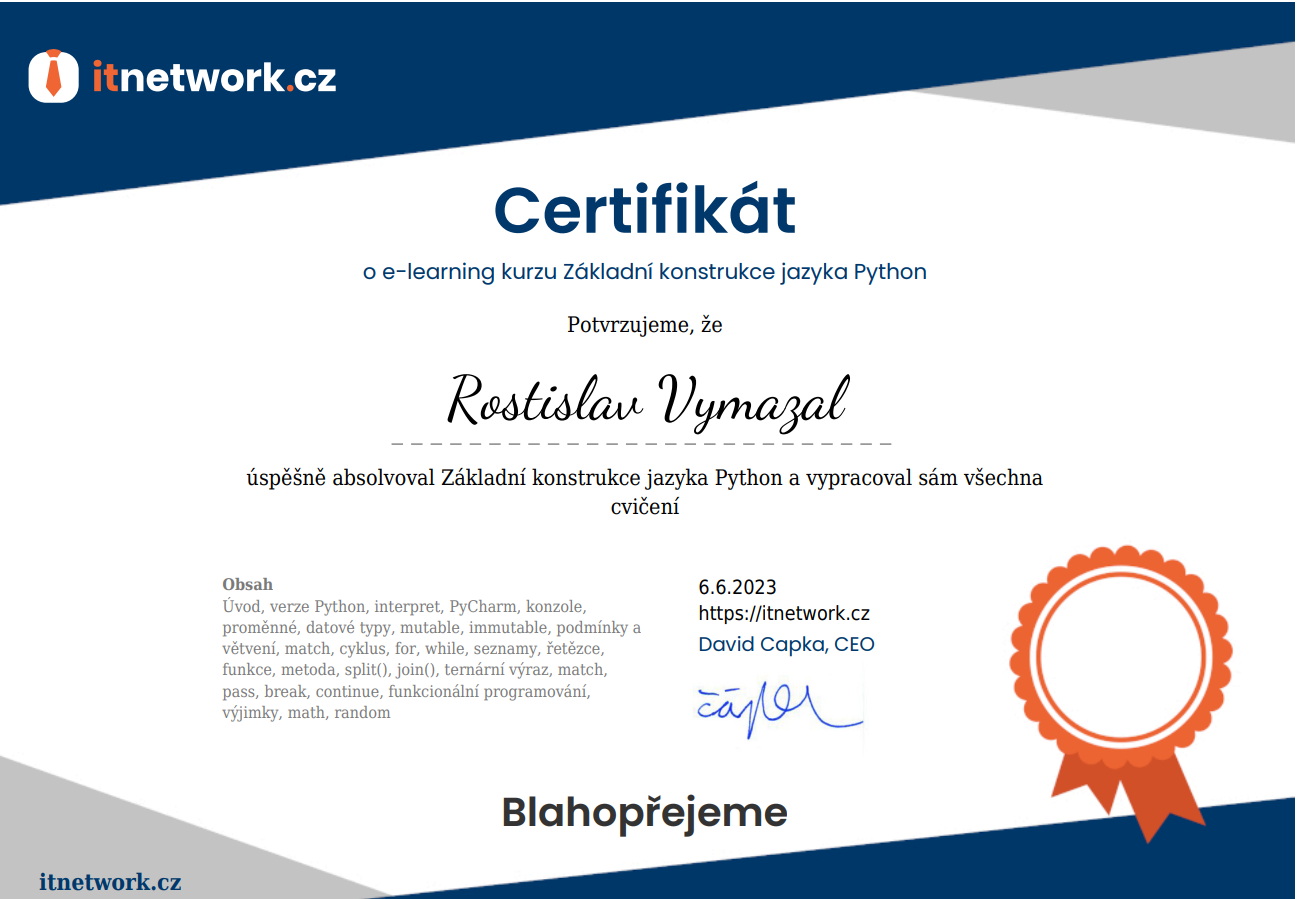 itnetwork.cz
Certifikát
o e-learning kurzu Základní konstrukce jazyka Python
Potvrzujeme, že
Rostislav Vymazal
úspěšně absolvoval Základní konstrukce jazyka Python a vypracoval sám všechna
cvičení
Obsah
Úvod, verze Python, interpret, PyCharm, konzole,
proměnné, datové typy, mutable, immutable, podmínky a
větvení, match, cyklus, for, while, seznamy, řetězce,
funkce, metoda, split(), join(), ternární výraz, match,
pass, break, continue, funkcionální programování,
výjimky, math, random
6.6.2023
https://itnetwork.cz
David Capka, CEO
Blahopřejeme
itnetwork.cz